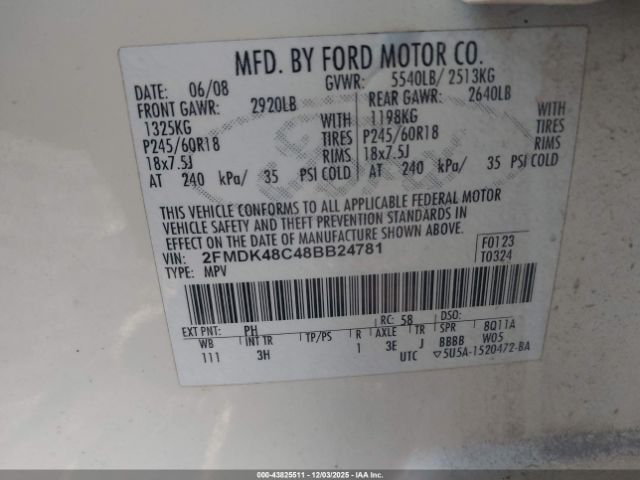 MFD. BY FORD MOTOR CO.
DATE: 06/08 GVWR: 5540LB/ 2513KG
FRONT GAWR: 2920LB REAR GAWR: 2640LB
1325KG WITH 1198KG WITH
P245/60R18 TIRES P245/60R18 TIRES
18x7.5J RIMS 18x7.5J RIMS
AT 240 kPa/ 35 PSI COLD AT 240 kPa/ 35 PSI COLD
THIS VEHICLE CONFORMS TO ALL APPLICABLE FEDERAL MOTOR
VEHICLE SAFETY AND THEFT PREVENTION STANDARDS IN
EFFECT ON THE DATE OF MANUFACTURE SHOWN ABOVE.
VIN: 2FMDK48C48BB24781 F0123
TYPE: MPV T0324
EXT PNT: PH RC: 58 DSO:
WB INT TR TP/PS R AXLE TR SPR 8Q11A
111 3H 1 3E J BBBB W05
UTC ▽5U5A-1520472-BA
000-43825511 - 12/03/2025 - IAA Inc.